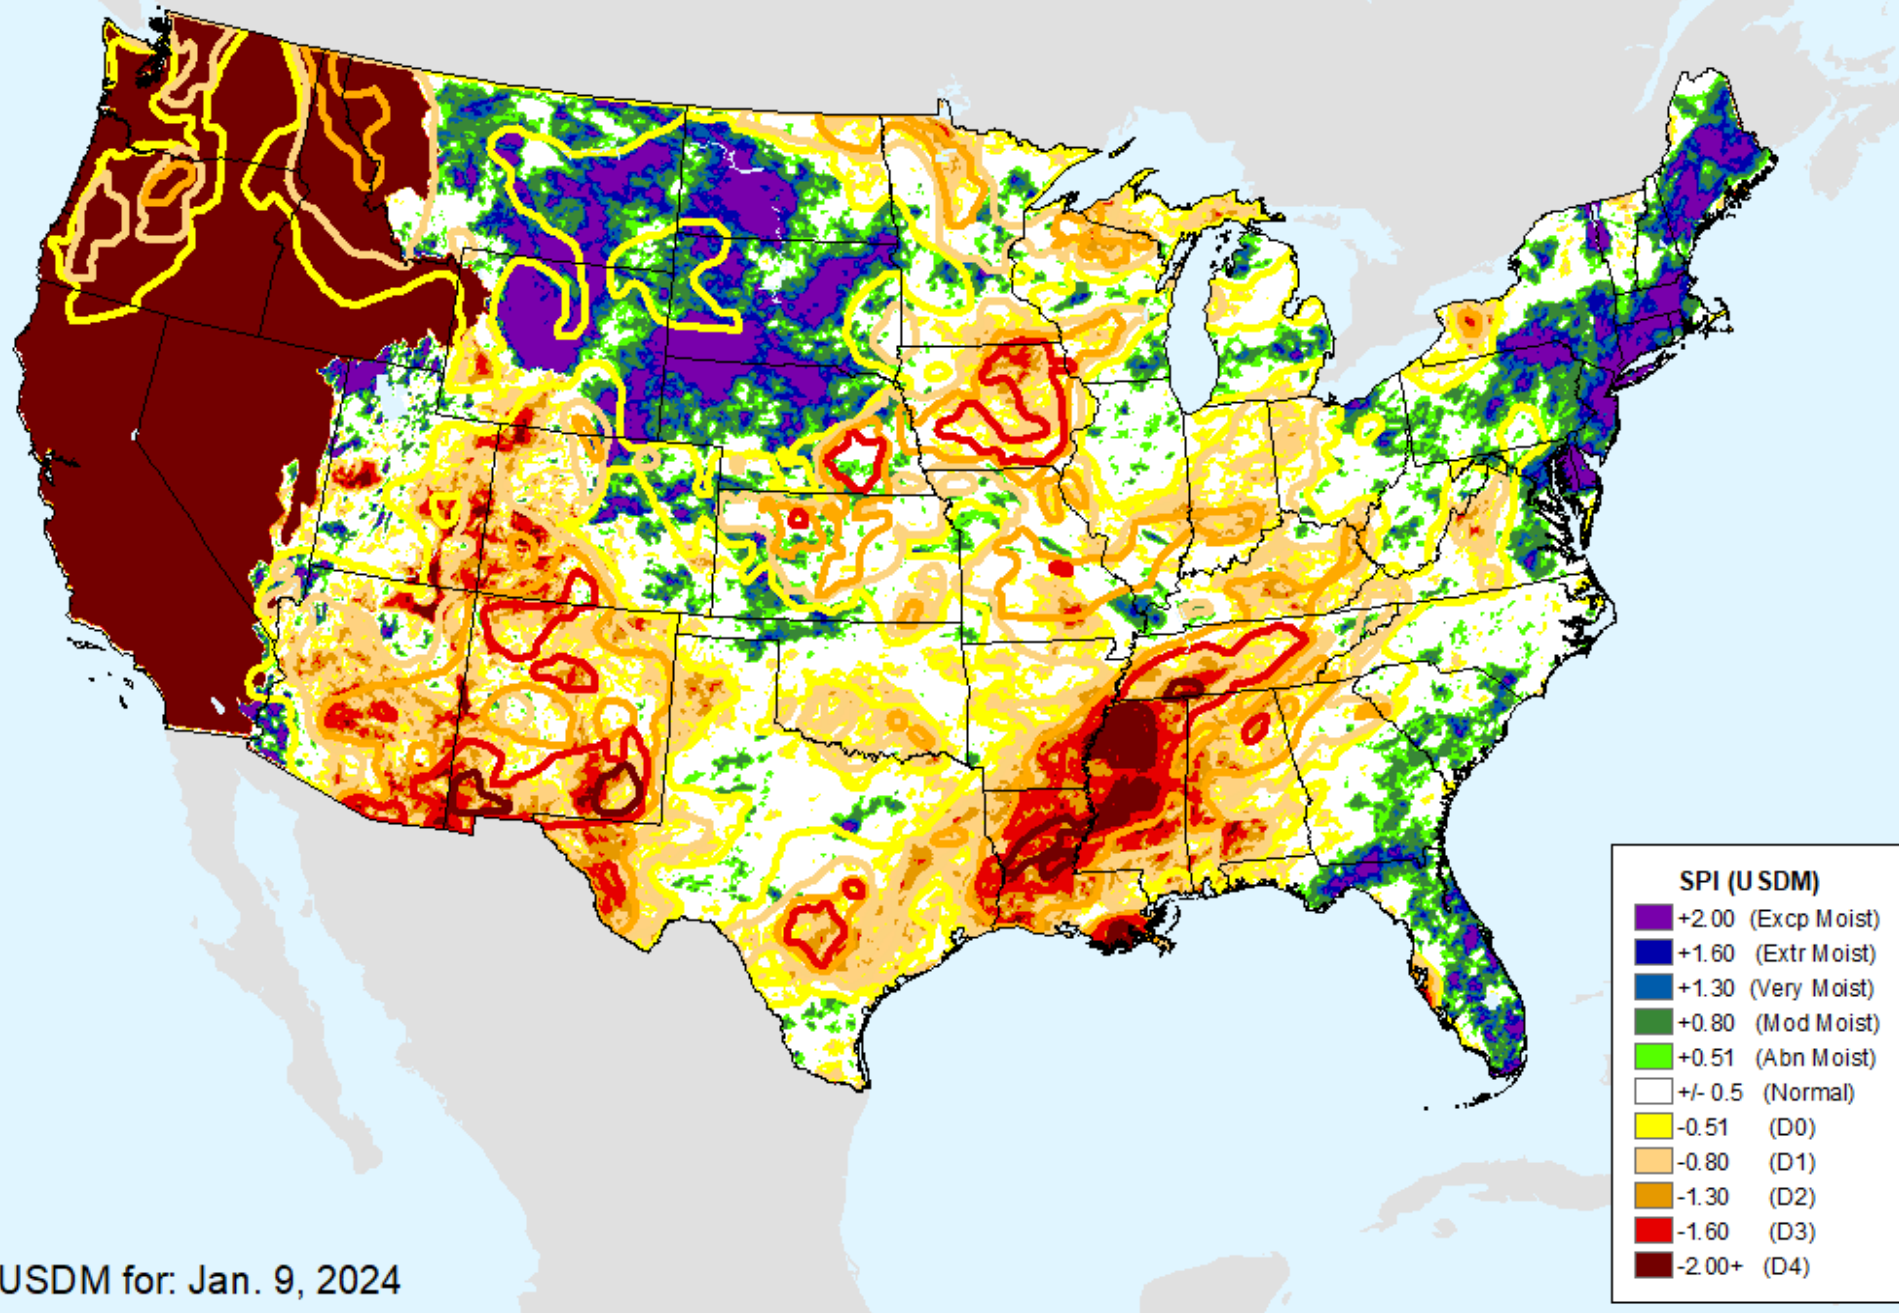 SPI (USDM)
+2.00 (Excp Moist)
+1.60 (Extr Moist)
+1.30 (Very Moist)
+0.80 (Mod Moist)
+0.51 (Abn Moist)
+/- 0.5 (Normal)
-0.51 (D0)
-0.80 (D1)
-1.30 (D2)
-1.60 (D3)
-2.00+ (D4)
USDM for: Jan. 9, 2024